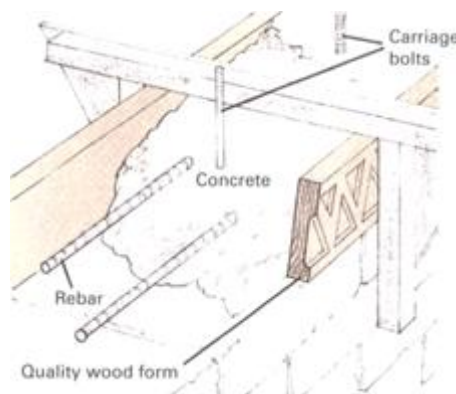 Carriage
bolts
Concrete
Rebar
Quality wood form